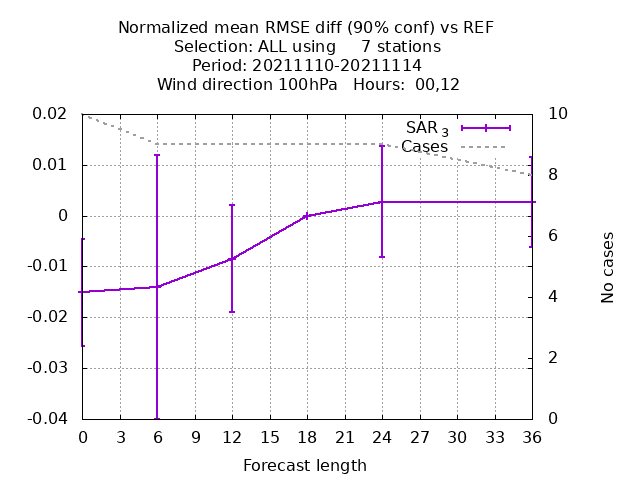 Normalized mean RMSE diff (90% conf) vs REF
Selection: ALL using     7 stations
Period: 20211110-20211114
Wind direction 100hPa   Hours:  00,12
SAR 3
Cases
0.02
0.01
0
-0.01
-0.02
-0.03
-0.04
10
8
6
4
2
0
No cases
0 3 6 9 12 15 18 21 24 27 30 33 36
Forecast length